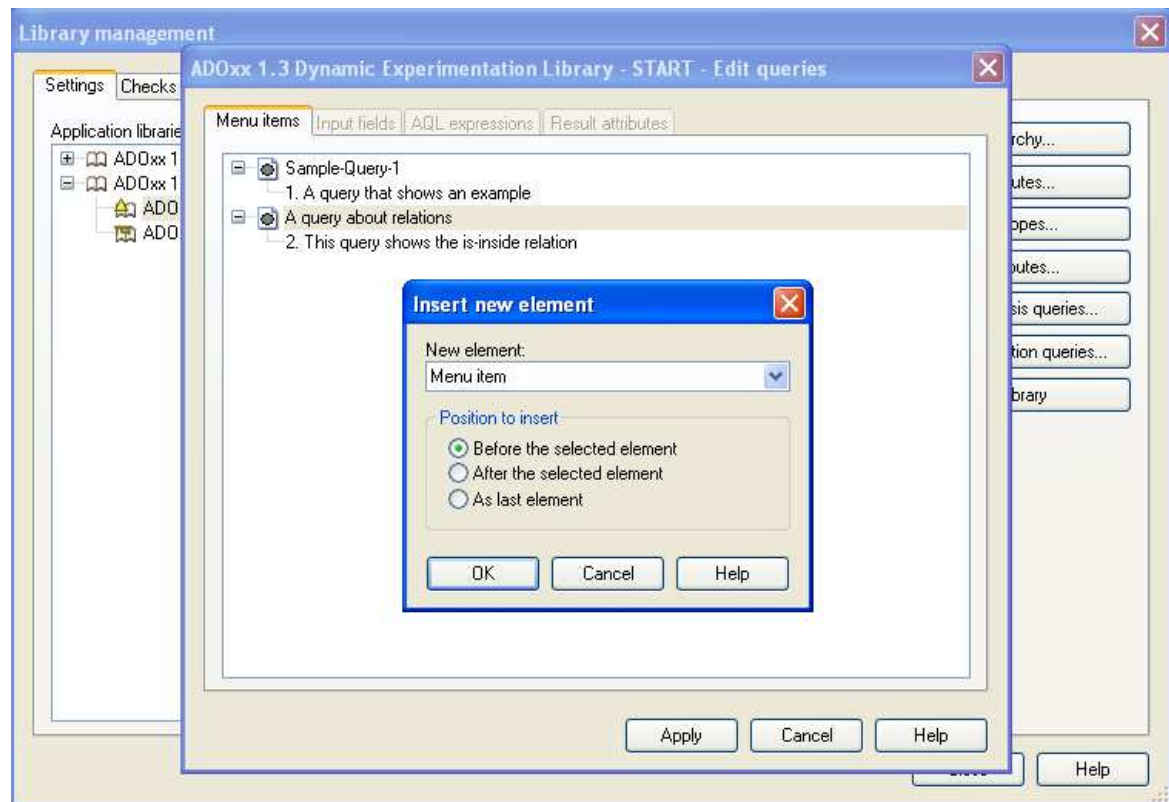 Library management
ADOxx 1.3 Dynamic Experimentation Library - START - Edit queries
Settings Checks
Menu items Input fields AQL expressions Result attributes
Application librarie
ADOxx 1
ADOxx 1
ADO
ADO
Sample-Query-1
1. A query that shows an example
A query about relations
2. This query shows the is-inside relation
Insert new element
New element:
Menu item
Position to insert
Before the selected element
After the selected element
As last element
OK Cancel Help
rchy...
utes...
opes...
butes...
sis queries...
tion queries...
brary
Apply Cancel Help
Help